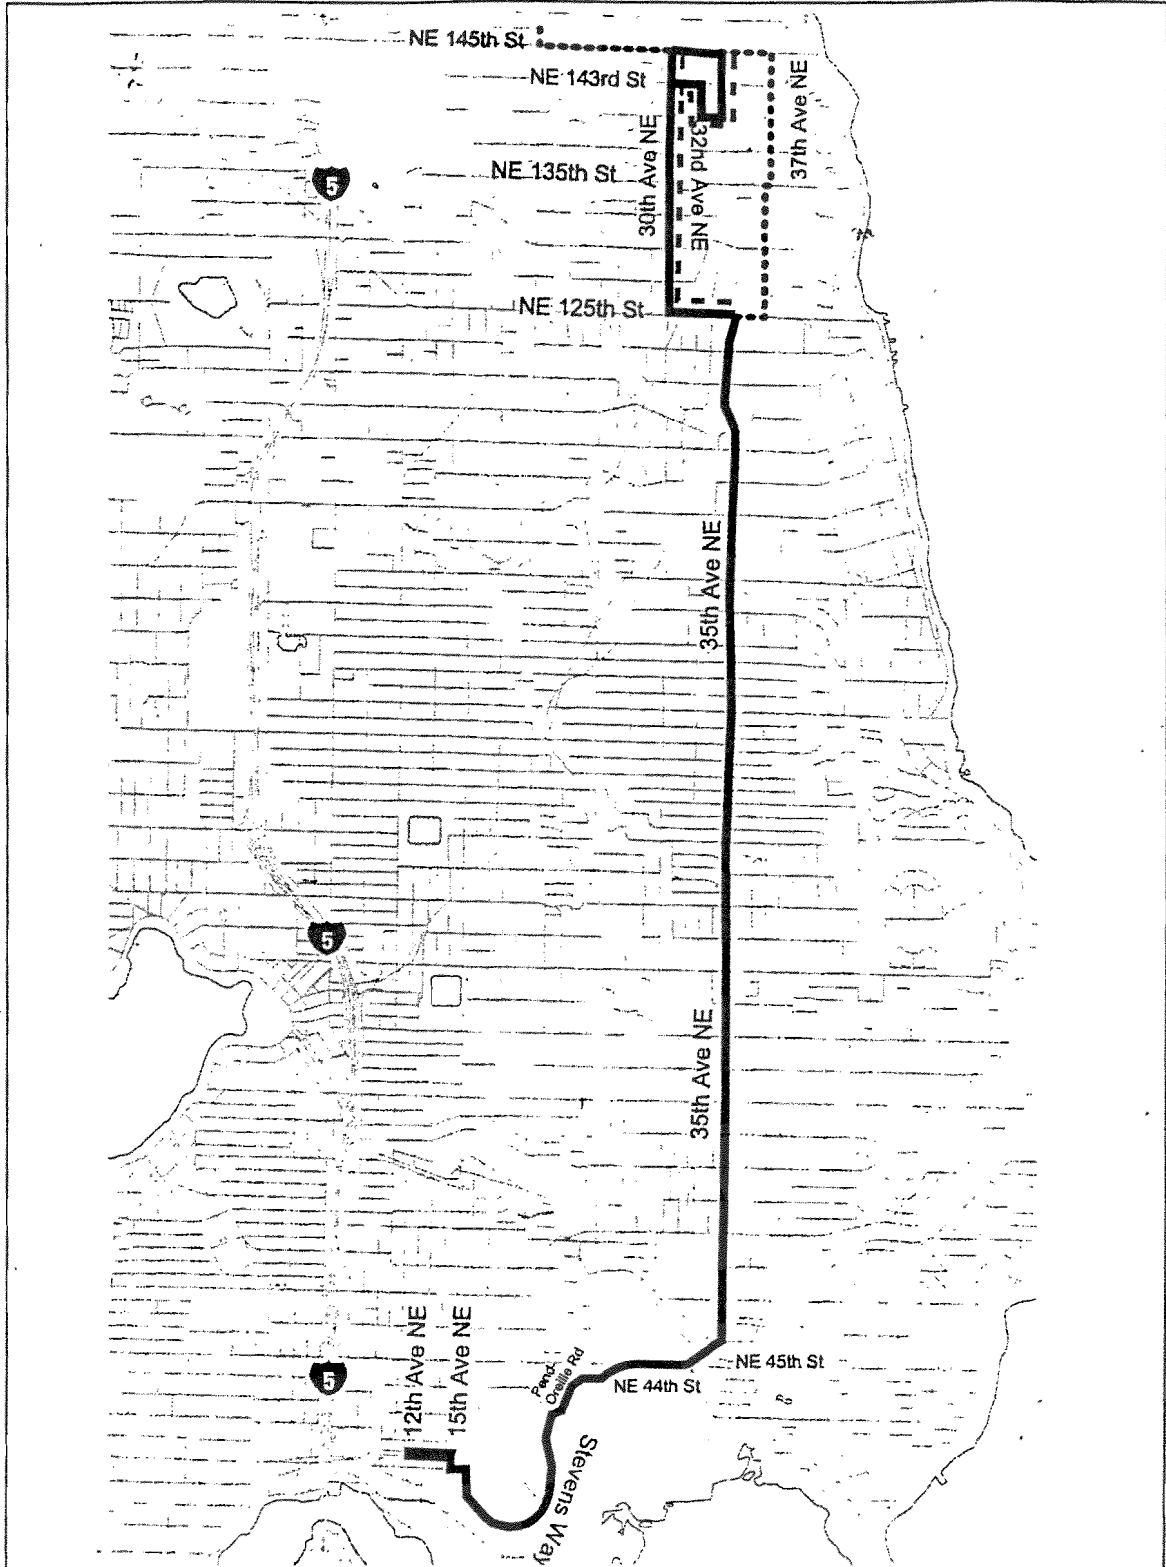 NE 145th St
NE 143rd St
37th Ave NE
30th Ave NE
32nd Ave NE
NE 135th St
5
NE 125th St
35th Ave NE
5
35th Ave NE
12th Ave NE
15th Ave NE
5
NE 45th St
Pend-
Oreille Rd
NE 44th St
Stevens Way